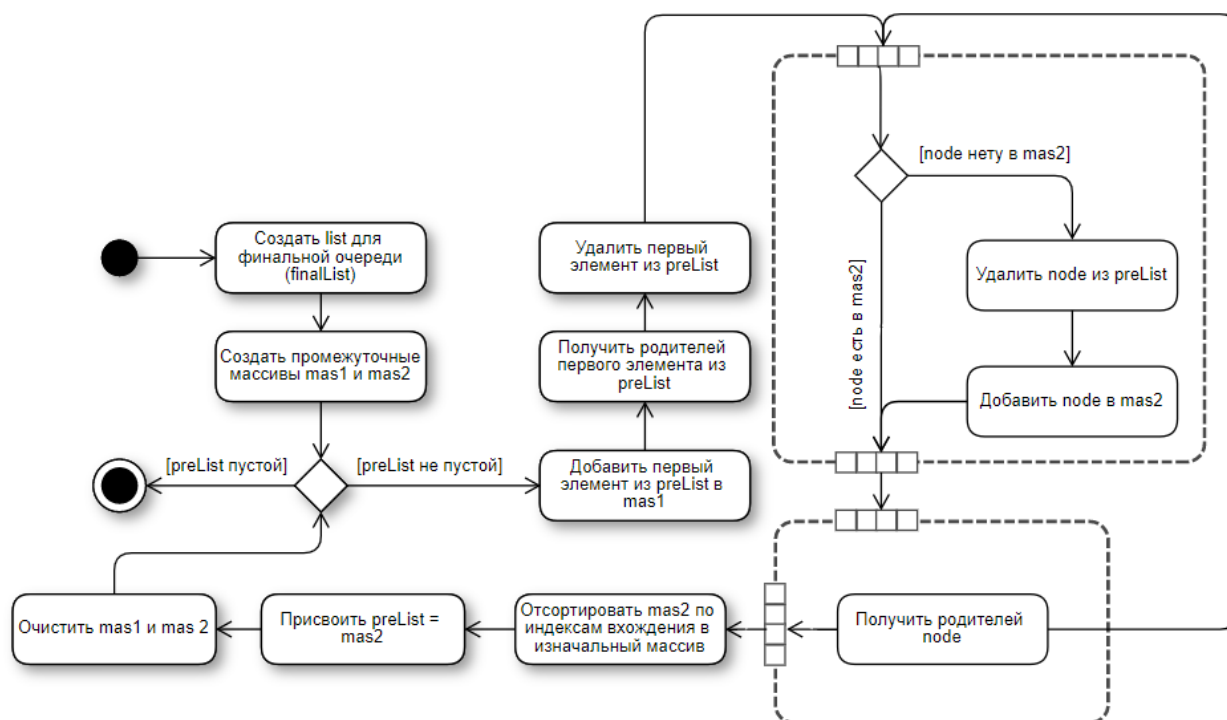 Создать list для
финальной очереди
(finalList)
Создать промежуточные
массивы mas1 и mas2
[preList пустой]
[preList не пустой]
Добавить первый
элемент из preList в
mas1
Получить родителей
первого элемента из
preList
Удалить первый
элемент из preList
[node нету в mas2]
[node есть в mas2]
Удалить node из preList
Добавить node в mas2
Получить родителей
node
Отсортировать mas2 по
индексам вхождения в
изначальный массив
Присвоить preList =
mas2
Очистить mas1 и mas 2